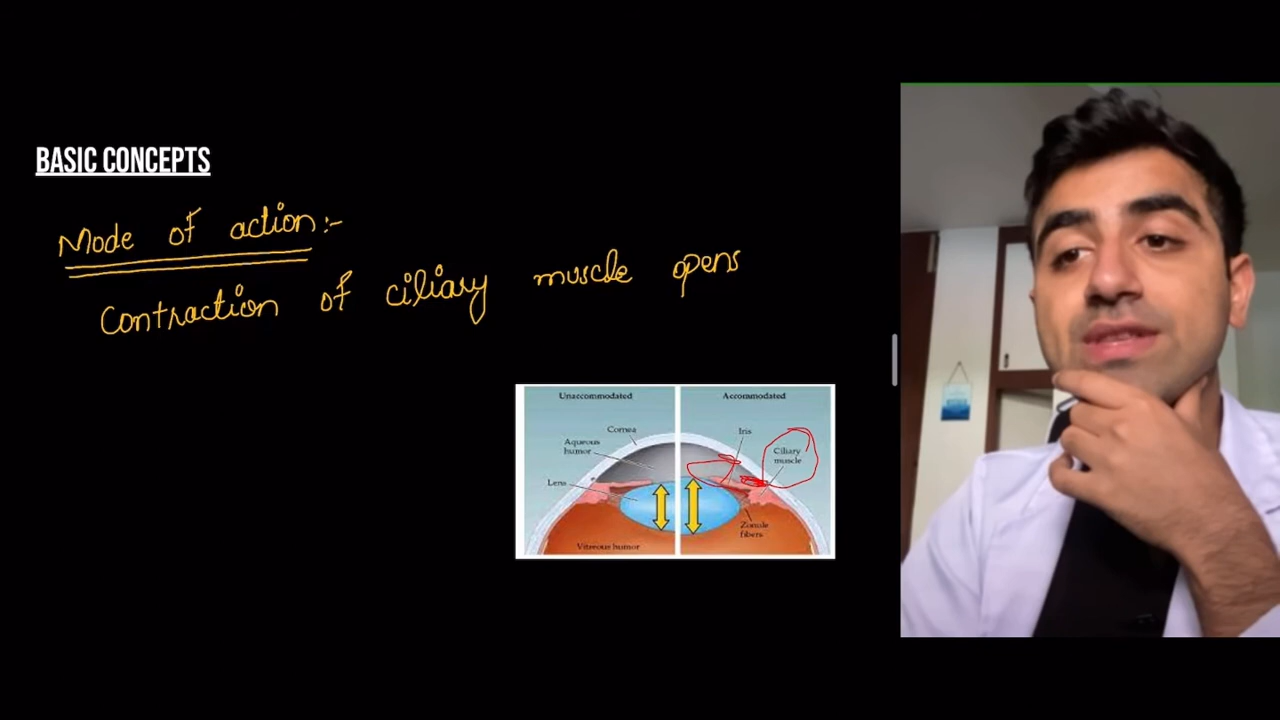 BASIC CONCEPTS
Mode of action:-
Contraction of ciliary muscle opens
Unaccommodated
Accommodated
Cornea
Iris
Aqueous
humor
Ciliary
muscle
Lens
Zonule
fibers
Vitreous humor